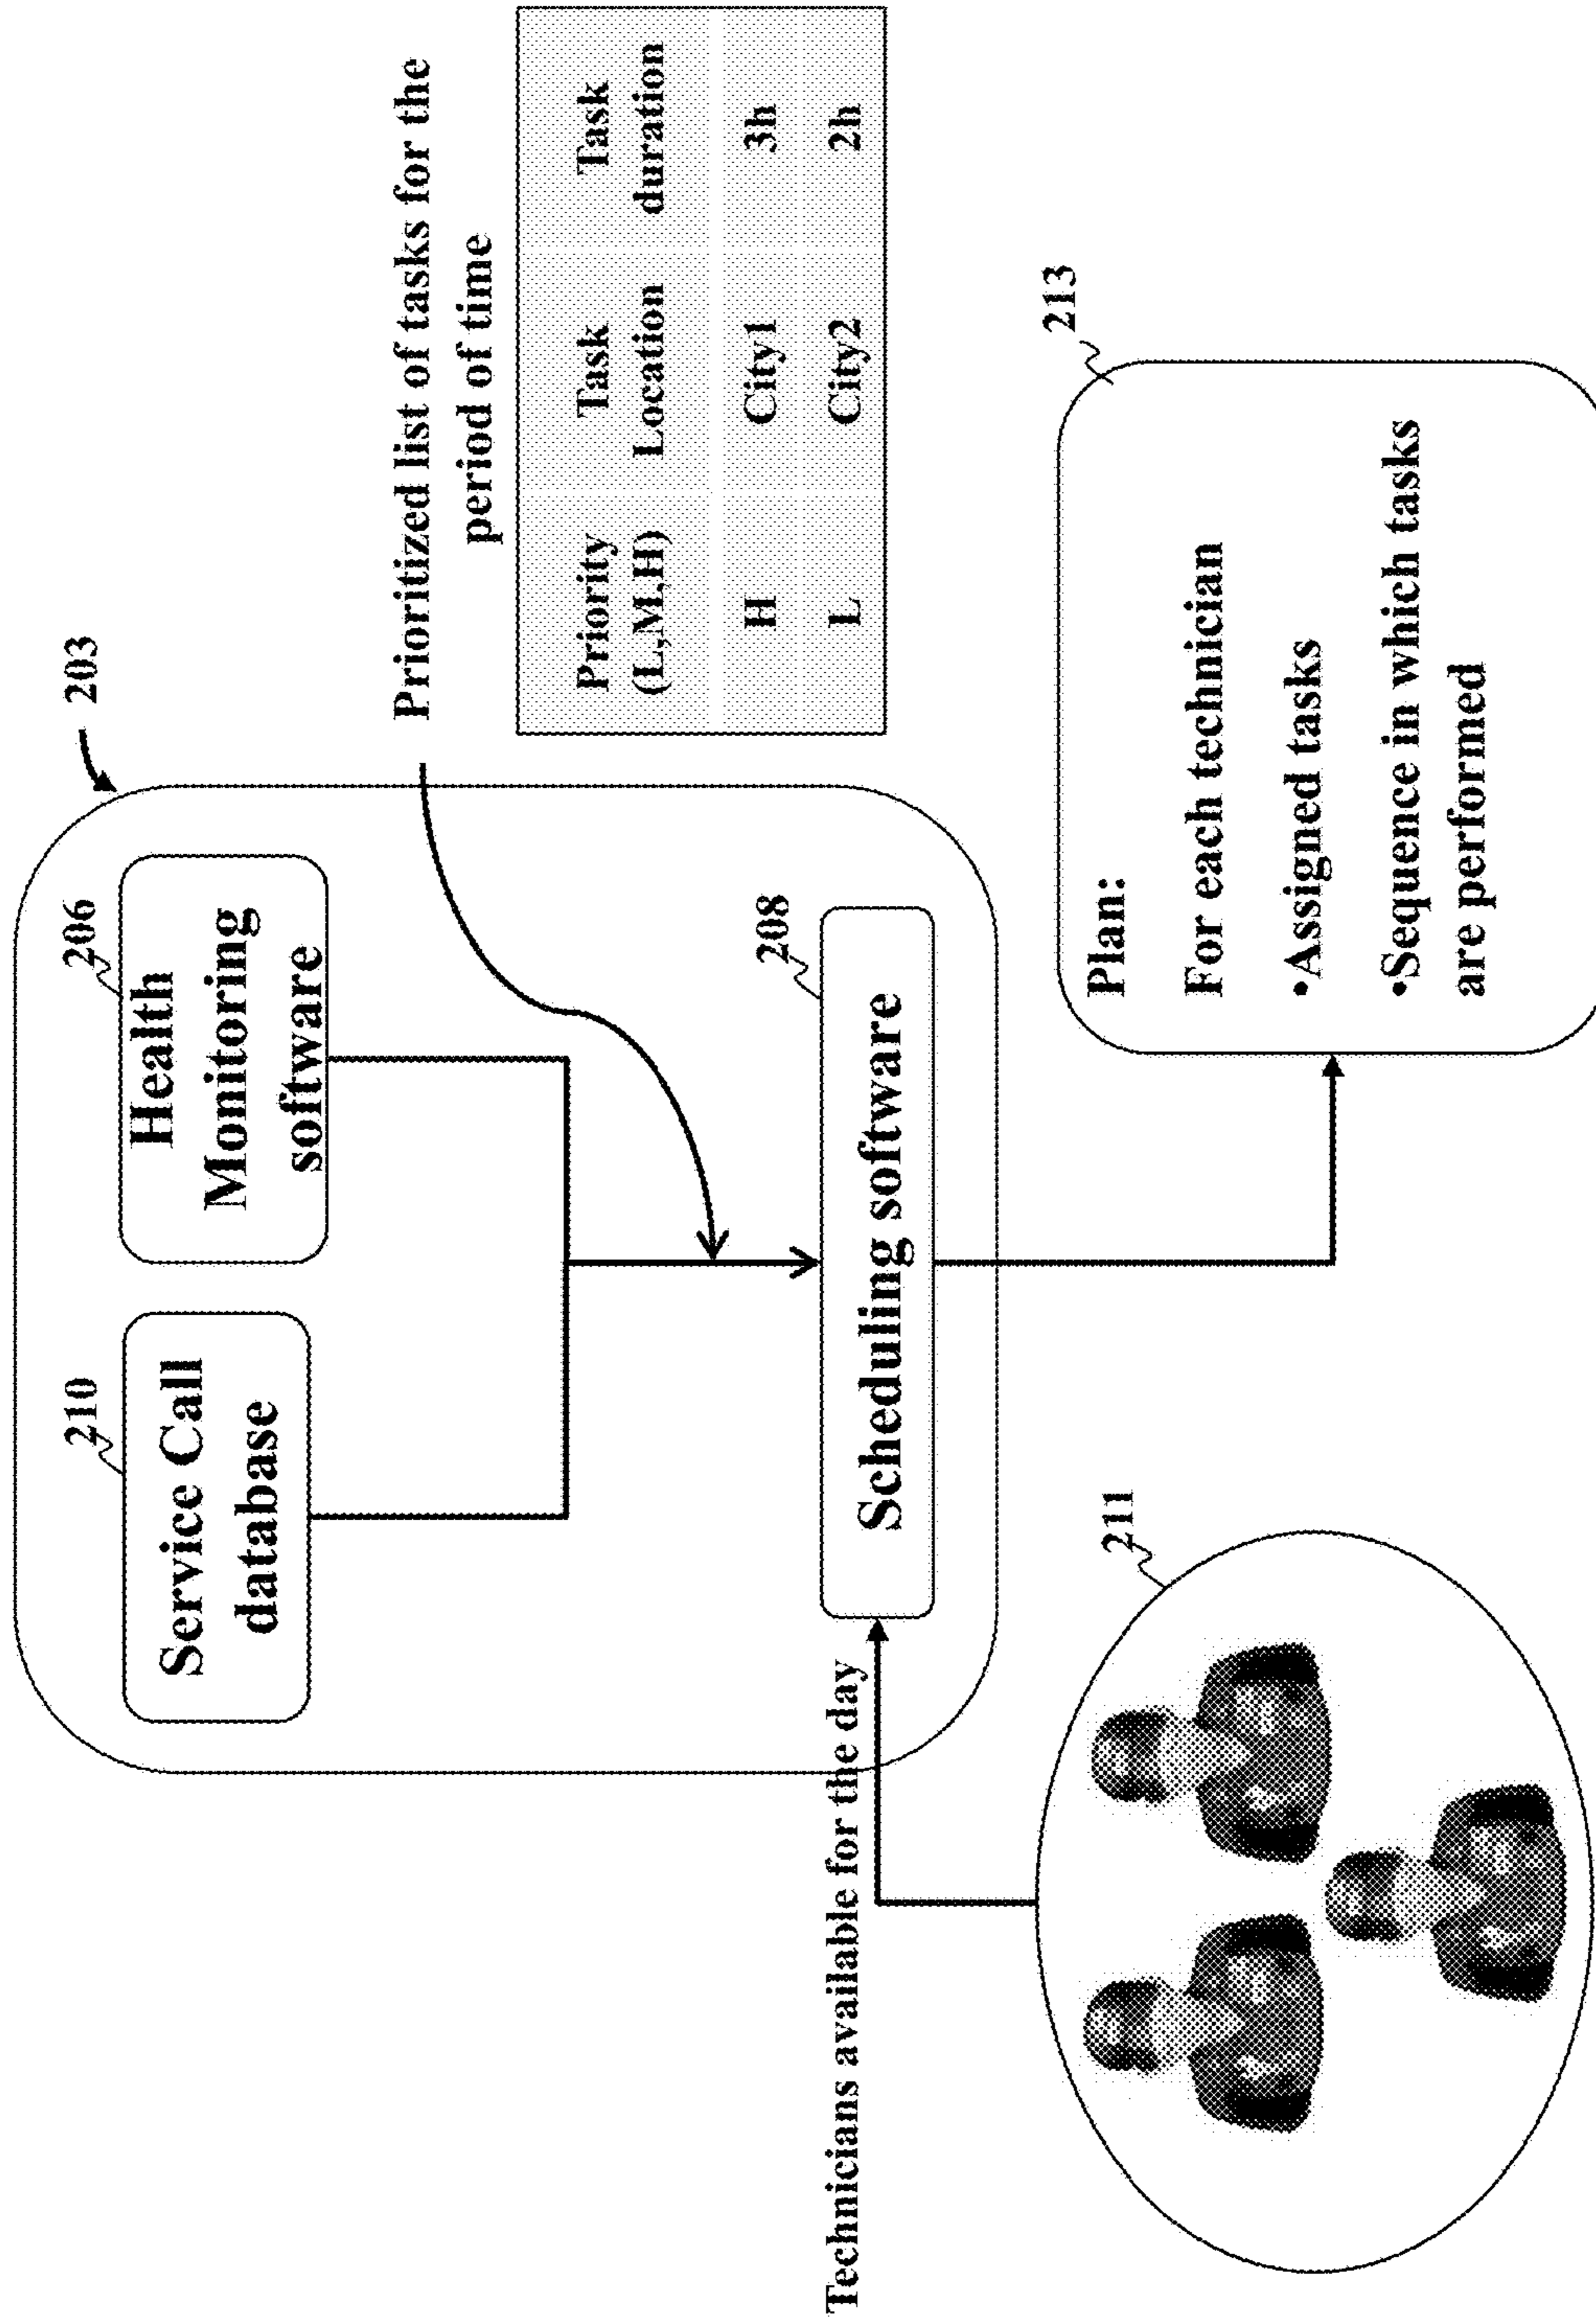 203
210
206
Service Call
database
Health
Monitoring
software
Prioritized list of tasks for the
period of time
Priority
(L,M,H)
Task
Location
Task
duration
H City1 3h
L City2 2h
208
Scheduling software
Technicians available for the day
211
213
Plan:
For each technician
•Assigned tasks
•Sequence in which tasks
are performed